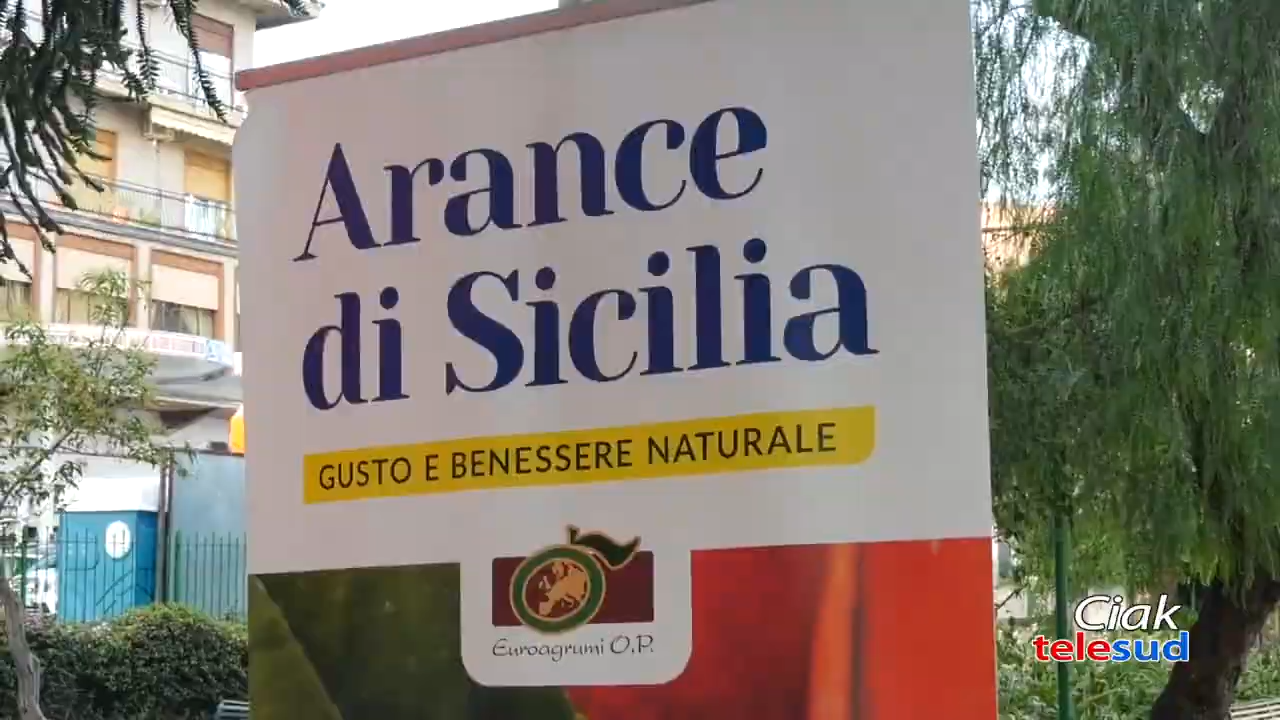 Arance
di Sicilia
GUSTO E BENESSERE NATURALE
Euroagrumi O.P.
Ciak
telesud